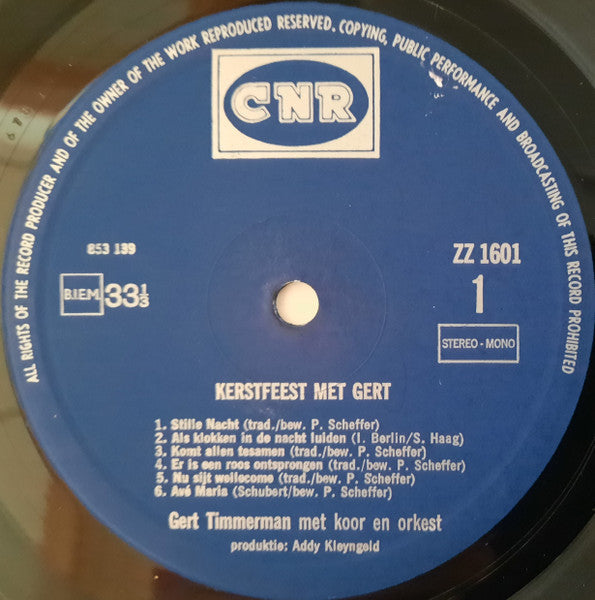 ALL RIGHTS OF THE RECORD PRODUCER AND OF THE OWNER OF THE WORK REPRODUCED RESERVED. COPYING, PUBLIC PERFORMANCE AND BROADCASTING OF THIS RECORD PROHIBITED
CNR
853 139
ZZ 1601
B.I.E.M.
33 1/3
1
STEREO - MONO
KERSTFEEST MET GERT
1. Stille Nacht (trad./bew. P. Scheffer)
2. Als klokken in de nacht luiden (I. Berlin/S. Haag)
3. Komt allen tesamen (trad./bew. P. Scheffer)
4. Er is een roos ontsprongen (trad./bew. P. Scheffer)
5. Nu sijt wellecome (trad./bew. P. Scheffer)
6. Avé Maria (Schubert/bew. P. Scheffer)
Gert Timmerman met koor en orkest
produktie: Addy Kleyngeld